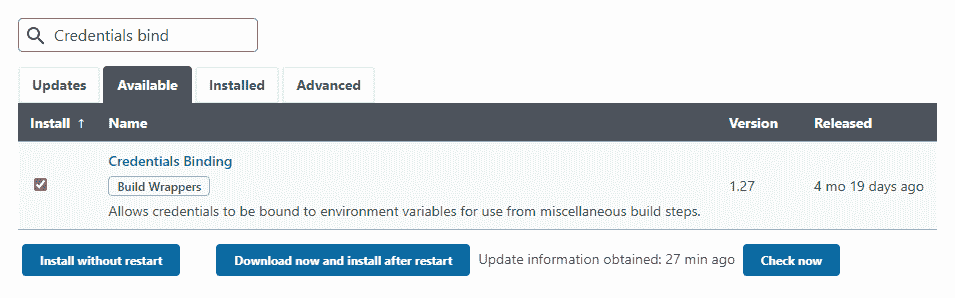 Credentials bind
Updates Available Installed Advanced
Install ↑ Name Version Released
Credentials Binding
Build Wrappers
1.27 4 mo 19 days ago
Allows credentials to be bound to environment variables for use from miscellaneous build steps.
Install without restart Download now and install after restart Update information obtained: 27 min ago Check now